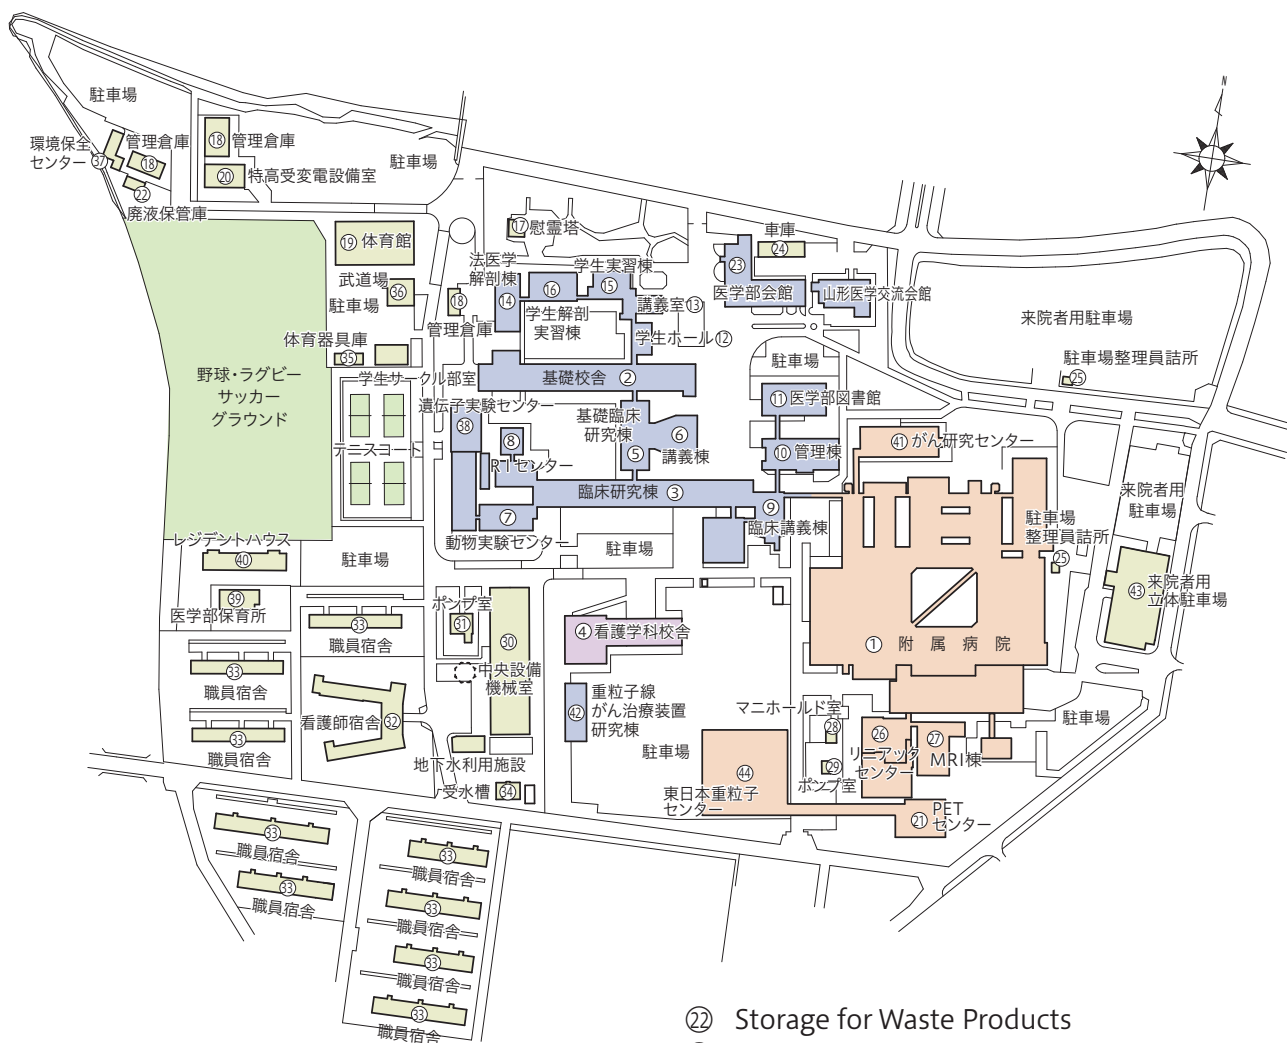 N
駐車場
環境保全
センター ㊲
管理倉庫
⑱
⑱ 管理倉庫
⑳ 特高受変電設備室
駐車場
㉒
廃液保管庫
⑲ 体育館
武道場
㊱
駐車場
体育器具庫
㉟
学生サークル部室
野球・ラグビー
サッカー
グラウンド
テニスコート
⑰ 慰霊塔
法医学
解剖棟
⑭
⑱
管理倉庫
⑯
学生解剖
実習棟
学生実習棟
⑮
講義室 ⑬
学生ホール ⑫
車庫
㉔
㉓
医学部会館
山形医学交流会館
来院者用駐車場
駐車場整理員詰所
㉕
基礎校舎 ②
遺伝子実験センター
㊳
⑧
RIセンター
基礎臨床
研究棟
⑤
⑥
講義棟
駐車場
⑪ 医学部図書館
⑩ 管理棟
㊶ がん研究センター
臨床研究棟 ③
⑦
動物実験センター
駐車場
⑨
臨床講義棟
駐車場
整理員詰所
㉕
来院者用
駐車場
㊸ 来院者用
立体駐車場
レジデントハウス
㊵
駐車場
㊴
医学部保育所
㉝
職員宿舎
㉝
職員宿舎
㉝
職員宿舎
看護師宿舎 ㉜
ポンプ室
㉛
㉚
中央設備
機械室
地下水利用施設
受水槽 ㉞
④ 看護学科校舎
㊷ 重粒子線
がん治療装置
研究棟
駐車場
① 附属病院
マニホールド室
㉘
㉙
ポンプ室
㉖
リニアック
センター
㉗
MRI棟
駐車場
㊹
東日本重粒子
センター
㉑ PET
センター
㉝
職員宿舎
㉝
職員宿舎
㉝
職員宿舎
㉝
職員宿舎
㉝
職員宿舎
㉝
職員宿舎
㉒ Storage for Waste Products